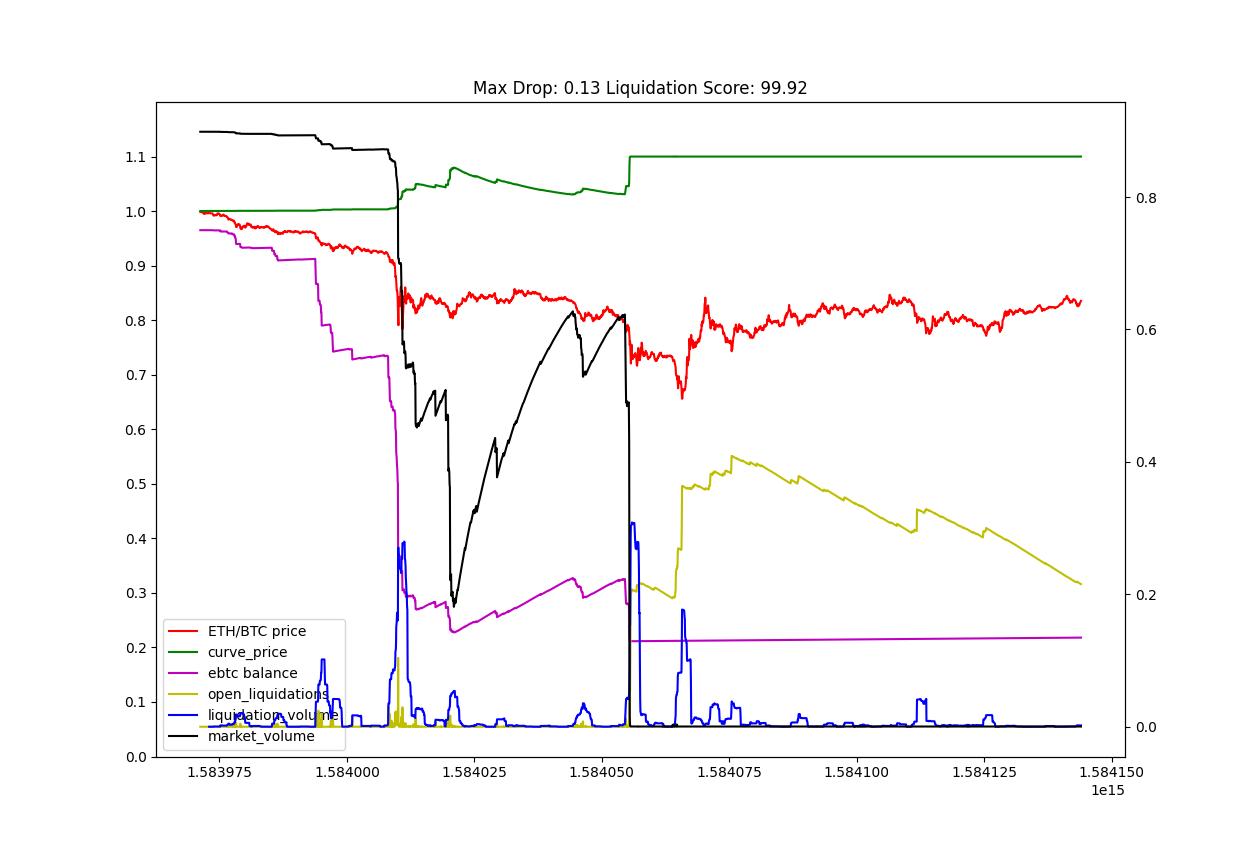 Max Drop: 0.13 Liquidation Score: 99.92
1.1
1.0
0.9
0.8
0.7
0.6
0.5
0.4
0.3
0.2
0.1
0.0
0.8
0.6
0.4
0.2
0.0
ETH/BTC price
curve_price
ebtc balance
open_liquidations
liquidation_volume
market_volume
1.583975 1.584000 1.584025 1.584050 1.584075 1.584100 1.584125 1.584150
1e15